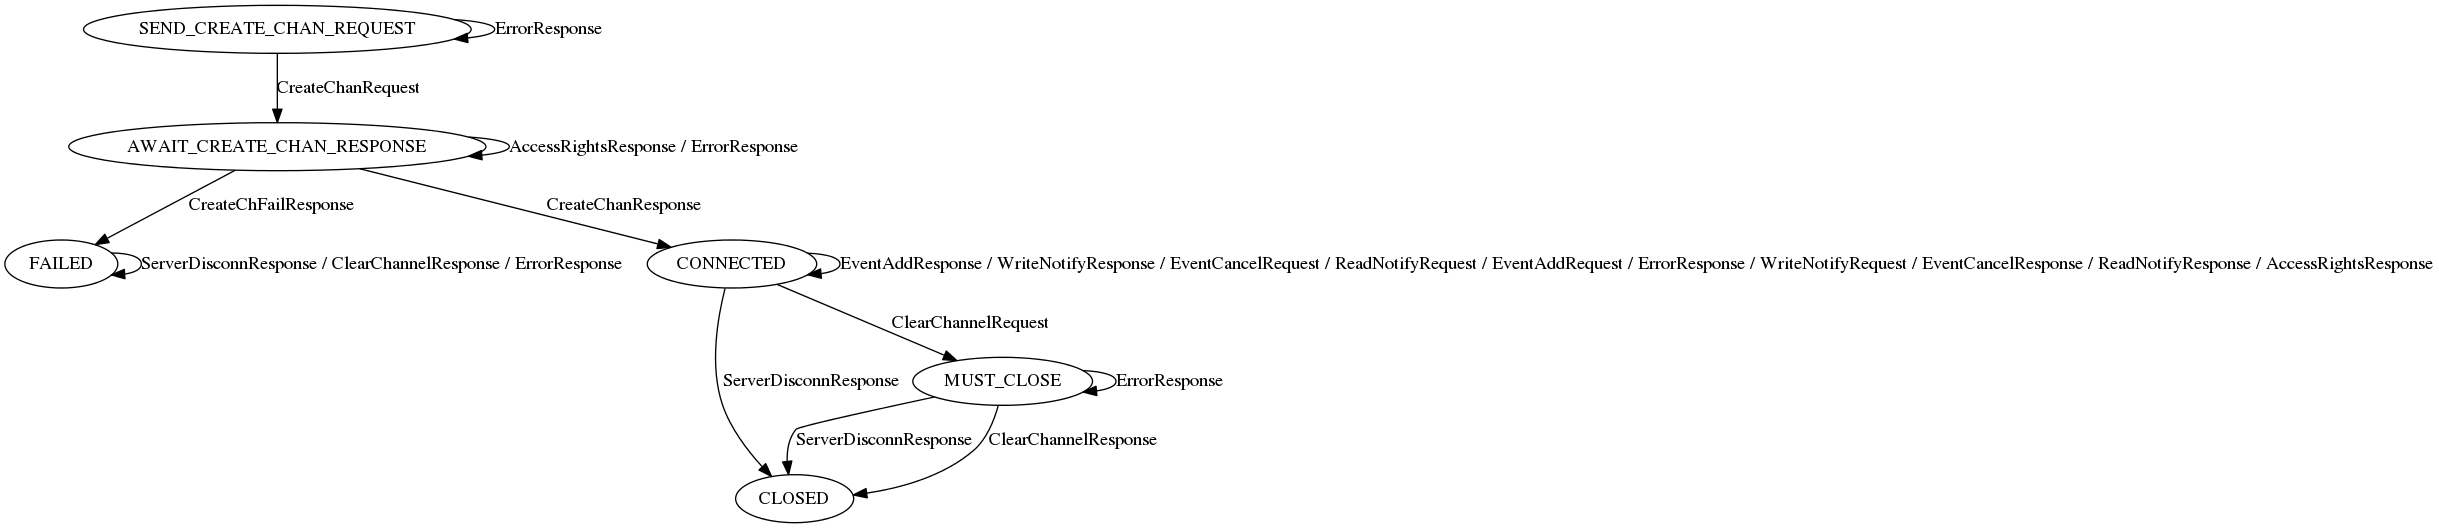 SEND_CREATE_CHAN_REQUEST
ErrorResponse
CreateChanRequest
AWAIT_CREATE_CHAN_RESPONSE
AccessRightsResponse / ErrorResponse
CreateChFailResponse
CreateChanResponse
FAILED
ServerDisconnResponse / ClearChannelResponse / ErrorResponse
CONNECTED
EventAddResponse / WriteNotifyResponse / EventCancelRequest / ReadNotifyRequest / EventAddRequest / ErrorResponse / WriteNotifyRequest / EventCancelResponse / ReadNotifyResponse / AccessRightsResponse
ClearChannelRequest
ServerDisconnResponse
MUST_CLOSE
ErrorResponse
ServerDisconnResponse
ClearChannelResponse
CLOSED